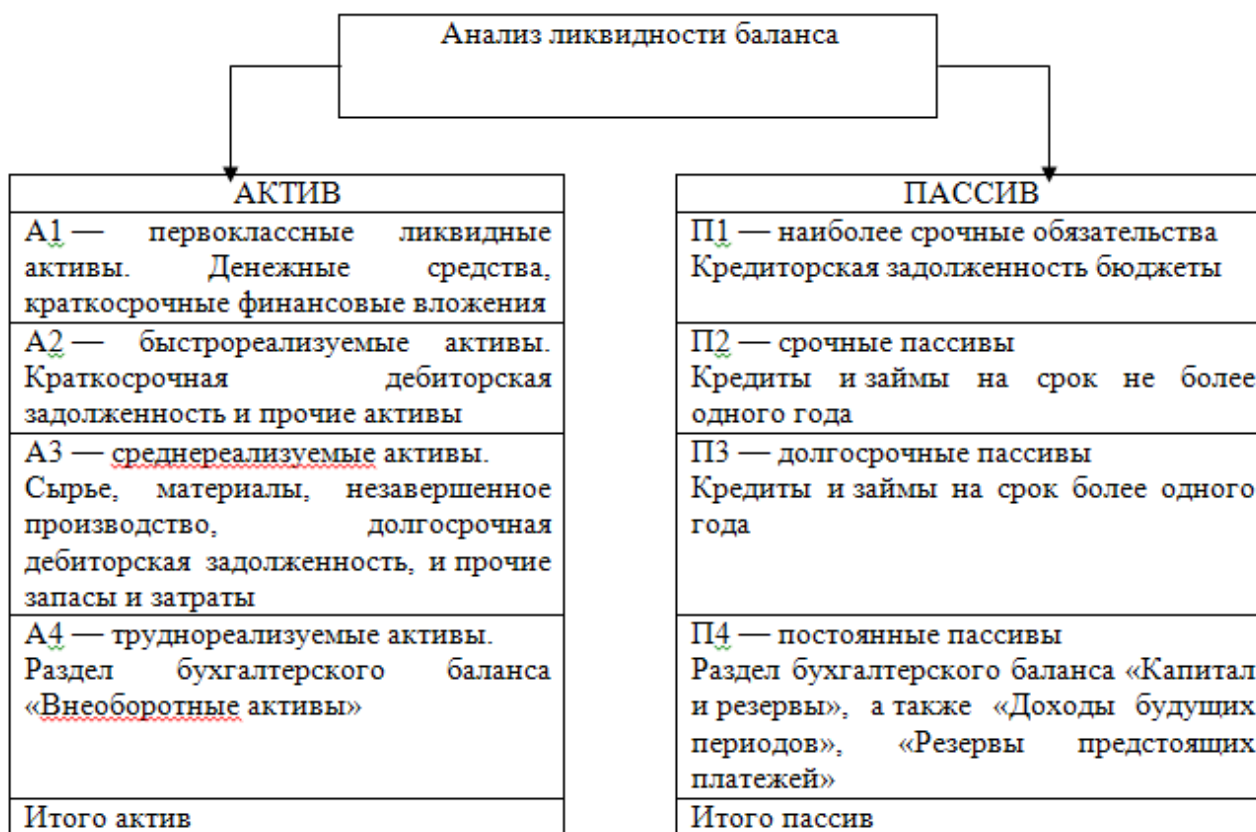 Анализ ликвидности баланса
АКТИВ
А1 — первоклассные ликвидные
активы. Денежные средства,
краткосрочные финансовые вложения
А2 — быстрореализуемые активы.
Краткосрочная дебиторская
задолженность и прочие активы
А3 — среднереализуемые активы.
Сырье, материалы, незавершенное
производство, долгосрочная
дебиторская задолженность, и прочие
запасы и затраты
А4 — труднореализуемые активы.
Раздел бухгалтерского баланса
«Внеоборотные активы»
Итого актив
ПАССИВ
П1 — наиболее срочные обязательства
Кредиторская задолженность бюджеты
П2 — срочные пассивы
Кредиты и займы на срок не более
одного года
П3 — долгосрочные пассивы
Кредиты и займы на срок более одного
года
П4 — постоянные пассивы
Раздел бухгалтерского баланса «Капитал
и резервы», а также «Доходы будущих
периодов», «Резервы предстоящих
платежей»
Итого пассив